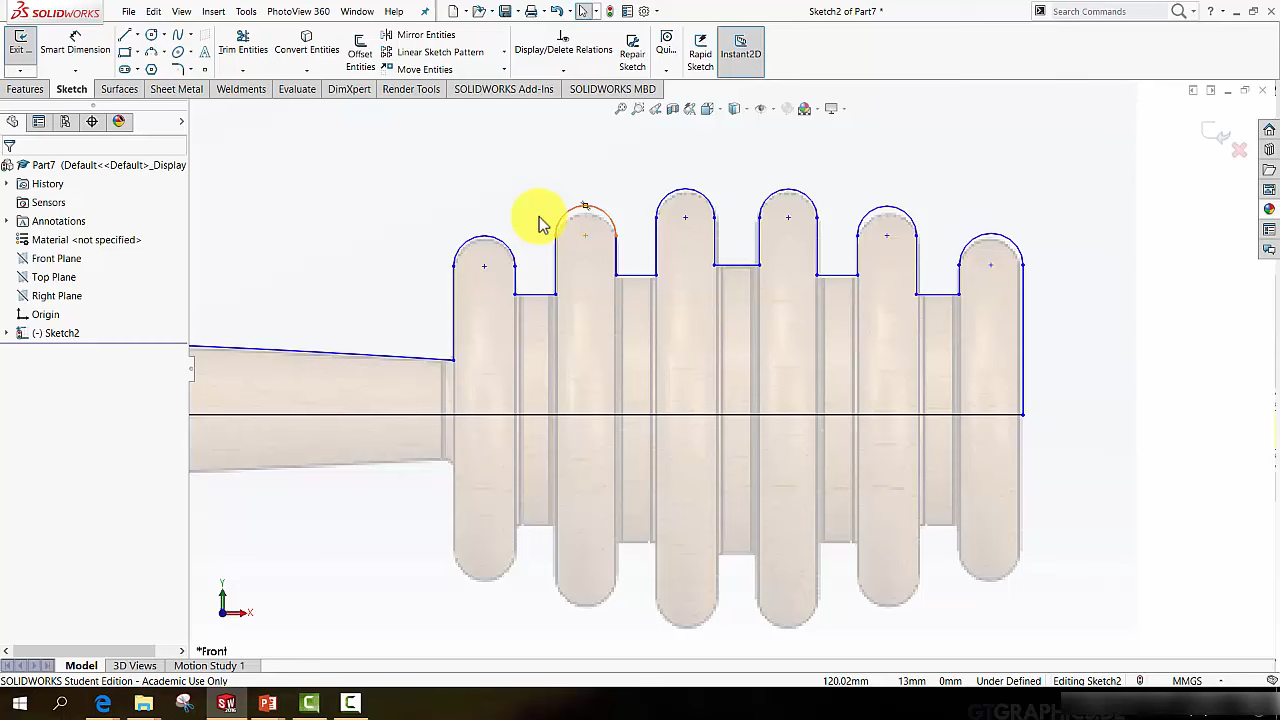 SOLIDWORKS
File Edit View Insert Tools PhotoView 360 Window Help
Sketch2 of Part7 *
Search Commands
Exit ...
Smart Dimension
Trim Entities
Convert Entities
Offset Entities
Mirror Entities
Linear Sketch Pattern
Move Entities
Display/Delete Relations
Repair Sketch
Qui...
Rapid Sketch
Instant2D
Features Sketch Surfaces Sheet Metal Weldments Evaluate DimXpert Render Tools SOLIDWORKS Add-Ins SOLIDWORKS MBD
Part7 (Default<<Default>_Display
History
Sensors
Annotations
Material <not specified>
Front Plane
Top Plane
Right Plane
Origin
(-) Sketch2
Y
X
*Front
Model 3D Views Motion Study 1
SOLIDWORKS Student Edition - Academic Use Only
120.02mm 13mm 0mm Under Defined Editing Sketch2 MMGS
GTGRAPHICS.DE